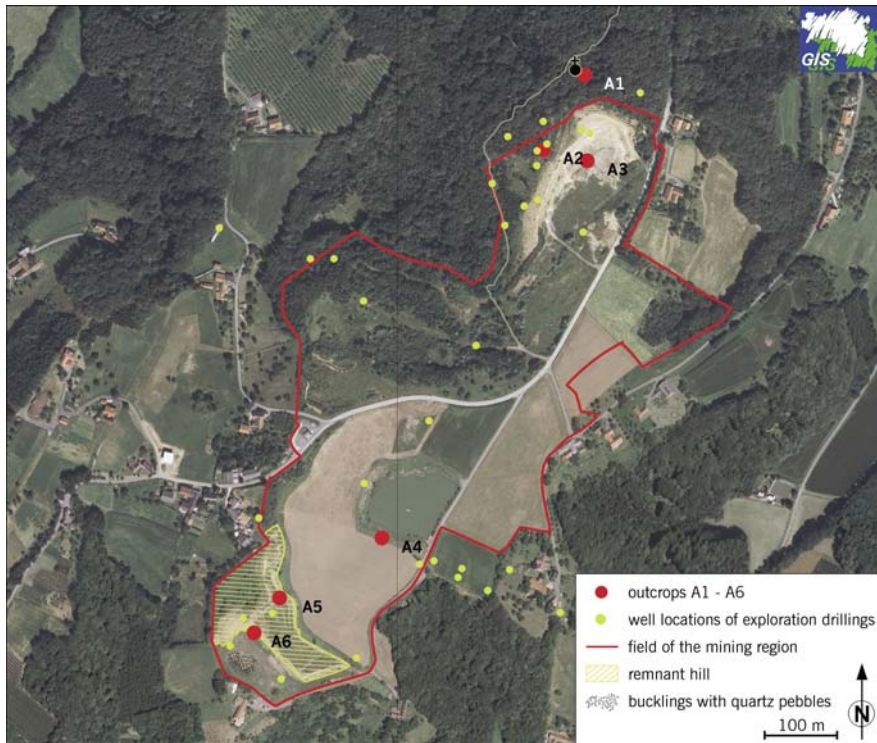 GIS
GIS
A1
A2
A3
A4
A5
A6
outcrops A1 - A6
well locations of exploration drillings
field of the mining region
remnant hill
bucklings with quartz pebbles
100 m
N